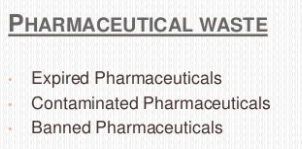 PHARMACEUTICAL WASTE
• Expired Pharmaceuticals
• Contaminated Pharmaceuticals
• Banned Pharmaceuticals